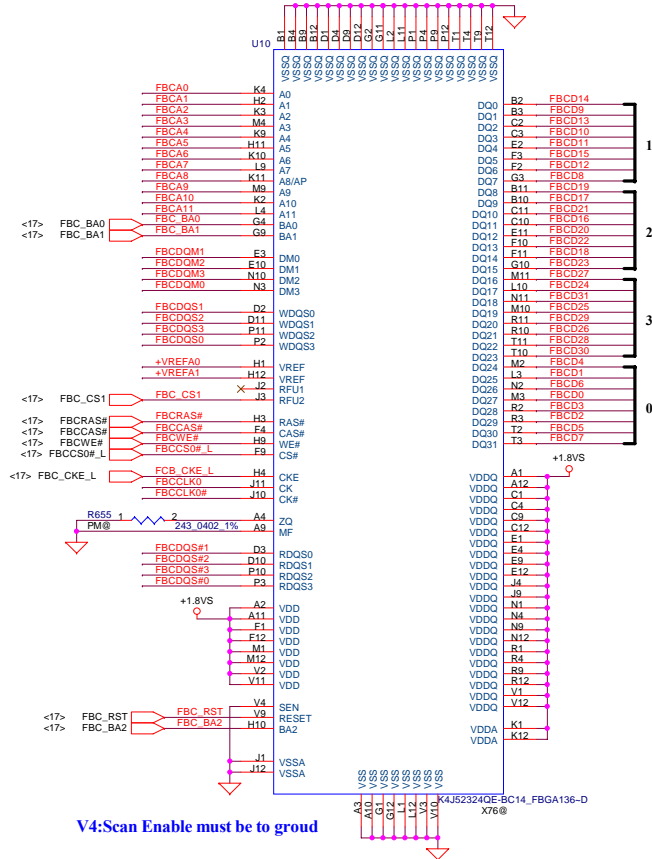 U10
B1 B4 B9 B12 D1 D4 D9 D12 G2 G11 L2 L11 P1 P4 P9 P12 T1 T4 T9 T12
VSSQ VSSQ VSSQ VSSQ VSSQ VSSQ VSSQ VSSQ VSSQ VSSQ VSSQ VSSQ VSSQ VSSQ VSSQ VSSQ VSSQ VSSQ VSSQ VSSQ
FBCA0 K4 A0
FBCA1 H2 A1
FBCA2 K3 A2
FBCA3 M4 A3
FBCA4 K9 A4
FBCA5 H11 A5
FBCA6 K10 A6
FBCA7 L9 A7
FBCA8 K11 A8/AP
FBCA9 M9 A9
FBCA10 K2 A10
FBCA11 L4 A11
<17> FBC_BA0 FBC_BA0 G4 BA0
<17> FBC_BA1 FBC_BA1 G9 BA1
FBCDQM1 E3 DM0
FBCDQM2 E10 DM1
FBCDQM3 N10 DM2
FBCDQM0 N3 DM3
FBCDQS1 D2 WDQS0
FBCDQS2 D11 WDQS1
FBCDQS3 P11 WDQS2
FBCDQS0 P2 WDQS3
+VREFA0 H1 VREF
+VREFA1 H12 VREF
J2 RFU1
<17> FBC_CS1 FBC_CS1 J3 RFU2
<17> FBCRAS# FBCRAS# H3 RAS#
<17> FBCCAS# FBCCAS# F4 CAS#
<17> FBCWE# FBCWE# H9 WE#
<17> FBCCS0#_L FBCCS0#_L F9 CS#
<17> FBC_CKE_L FCB_CKE_L H4 CKE
FBCCLK0 J11 CK
FBCCLK0# J10 CK#
R655 1 2 A4 ZQ
PM@ 243_0402_1% A9 MF
FBCDQS#1 D3 RDQS0
FBCDQS#2 D10 RDQS1
FBCDQS#3 P10 RDQS2
FBCDQS#0 P3 RDQS3
+1.8VS
A2 VDD
A11 VDD
F1 VDD
F12 VDD
M1 VDD
M12 VDD
V2 VDD
V11 VDD
V4 SEN
<17> FBC_RST FBC_RST V9 RESET
<17> FBC_BA2 FBC_BA2 H10 BA2
J1 VSSA
J12 VSSA
DQ0 B2 FBCD14
DQ1 B3 FBCD9
DQ2 C2 FBCD13
DQ3 C3 FBCD10
DQ4 E2 FBCD11
DQ5 F3 FBCD15
DQ6 F2 FBCD12
DQ7 G3 FBCD8
1
DQ8 B11 FBCD19
DQ9 B10 FBCD17
DQ10 C11 FBCD21
DQ11 C10 FBCD16
DQ12 E11 FBCD20
DQ13 F10 FBCD22
DQ14 F11 FBCD18
DQ15 G10 FBCD23
2
DQ16 M11 FBCD27
DQ17 L10 FBCD24
DQ18 N11 FBCD31
DQ19 M10 FBCD25
DQ20 R11 FBCD29
DQ21 R10 FBCD26
DQ22 T11 FBCD28
DQ23 T10 FBCD30
3
DQ24 M2 FBCD4
DQ25 L3 FBCD1
DQ26 N2 FBCD6
DQ27 M3 FBCD0
DQ28 R2 FBCD3
DQ29 R3 FBCD2
DQ30 T2 FBCD5
DQ31 T3 FBCD7
0
+1.8VS
VDDQ A1
VDDQ A12
VDDQ C1
VDDQ C4
VDDQ C9
VDDQ C12
VDDQ E1
VDDQ E4
VDDQ E9
VDDQ E12
VDDQ J4
VDDQ J9
VDDQ N1
VDDQ N4
VDDQ N9
VDDQ N12
VDDQ R1
VDDQ R4
VDDQ R9
VDDQ R12
VDDQ V1
VDDQ V12
VDDA K1
VDDA K12
VSS VSS VSS VSS VSS VSS VSS VSS
A3 A10 G1 G12 L1 L12 V3 V10
K4J52324QE-BC14_FBGA136~D
X76@
V4:Scan Enable must be to groud